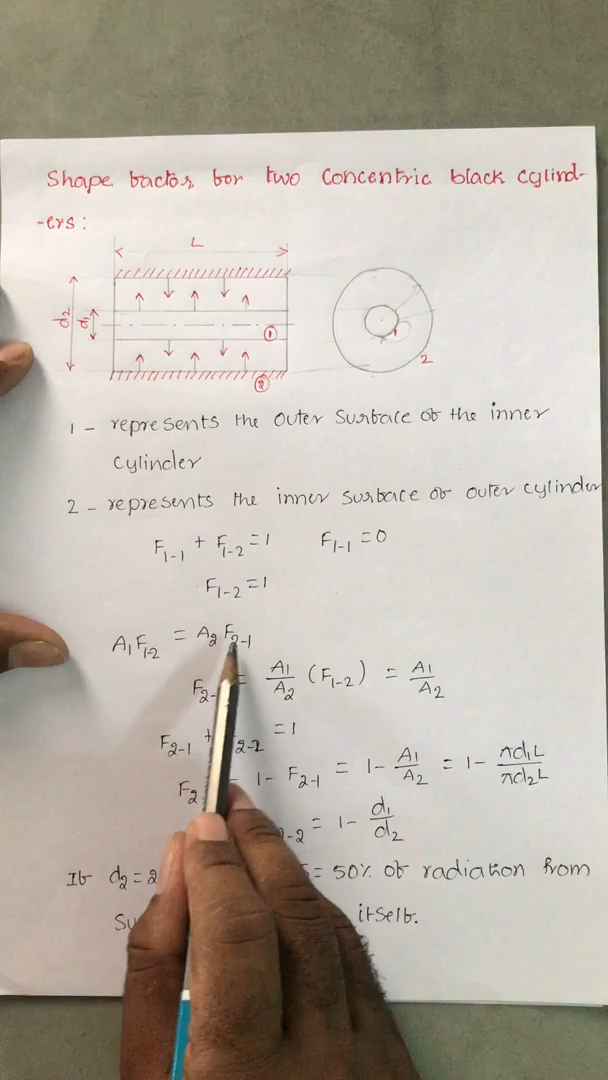 Shape factor for two Concentric black cylind-
-ers:
L
d2 d1
1
2
1
2
1 - represents the outer surface of the inner
cylinder
2 - represents the inner surface of outer cylinder
F1-1 + F1-2 = 1 F1-1 = 0
F1-2 = 1
A1 F1-2 = A2 F2-1
F2- = A1/A2 (F1-2) = A1/A2
F2-1 + 2-2 = 1
F2 1- F2-1 = 1- A1/A2 = 1- πd1L/πd2L
2-2 = 1- d1/d2
If d2 = 2 = 50% of radiation from
itself.